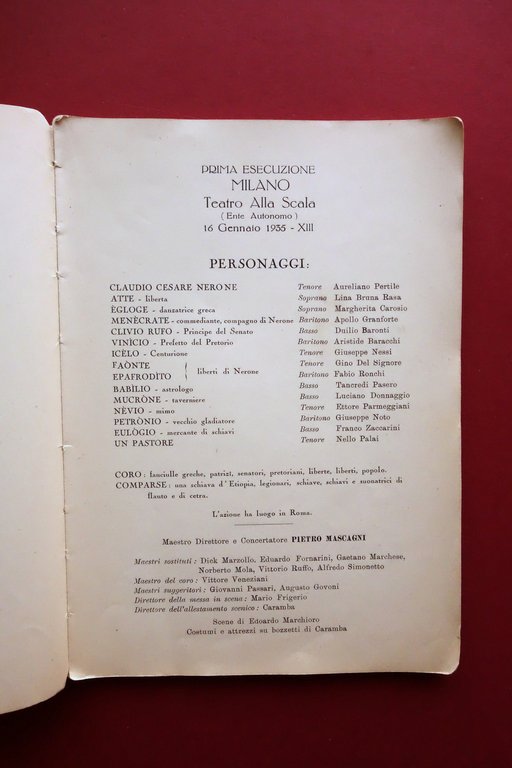 PRIMA ESECUZIONE
MILANO
Teatro Alla Scala
( Ente Autonomo )
16 Gennaio 1935 - XIII
PERSONAGGI:
CLAUDIO CESARE NERONE Tenore Aureliano Pertile
ATTE - liberta Soprano Lina Bruna Rasa
ÈGLOGE - danzatrice greca Soprano Margherita Carosio
MENÈCRATE - commediante, compagno di Nerone Baritono Apollo Granforte
CLIVIO RUFO - Principe del Senato Basso Duilio Baronti
VINÌCIO - Prefetto del Pretorio Baritono Aristide Baracchi
ICÈLO - Centurione Tenore Giuseppe Nessi
FAÒNTE Tenore Gino Del Signore
liberti di Nerone
EPAFRODÌTO Baritono Fabio Ronchi
BABÌLIO - astrologo Basso Tancredi Pasero
MUCRÒNE - taverniere Basso Luciano Donnaggio
NÈVIO - mimo Tenore Ettore Parmeggiani
PETRÒNIO - vecchio gladiatore Baritono Giuseppe Noto
EULÒGIO - mercante di schiavi Basso Franco Zaccarini
UN PASTORE Tenore Nello Palai
CORO : fanciulle greche, patrizî, senatori, pretoriani, liberte, liberti, popolo.
COMPARSE : una schiava d'Etiopia, legionari, schiave, schiavi e suonatrici di
flauto e di cetra.
L'azione ha luogo in Roma.
Maestro Direttore e Concertatore PIETRO MASCAGNI
Maestri sostituti : Dick Marzollo, Eduardo Fornarini, Gaetano Marchese,
Norberto Mola, Vittorio Ruffo, Alfredo Simonetto
Maestro del coro : Vittore Veneziani
Maestri suggeritori : Giovanni Passari, Augusto Govoni
Direttore della messa in scena : Mario Frigerio
Direttore dell'allestamento scenico : Caramba
Scene di Edoardo Marchioro
Costumi e attrezzi su bozzetti di Caramba